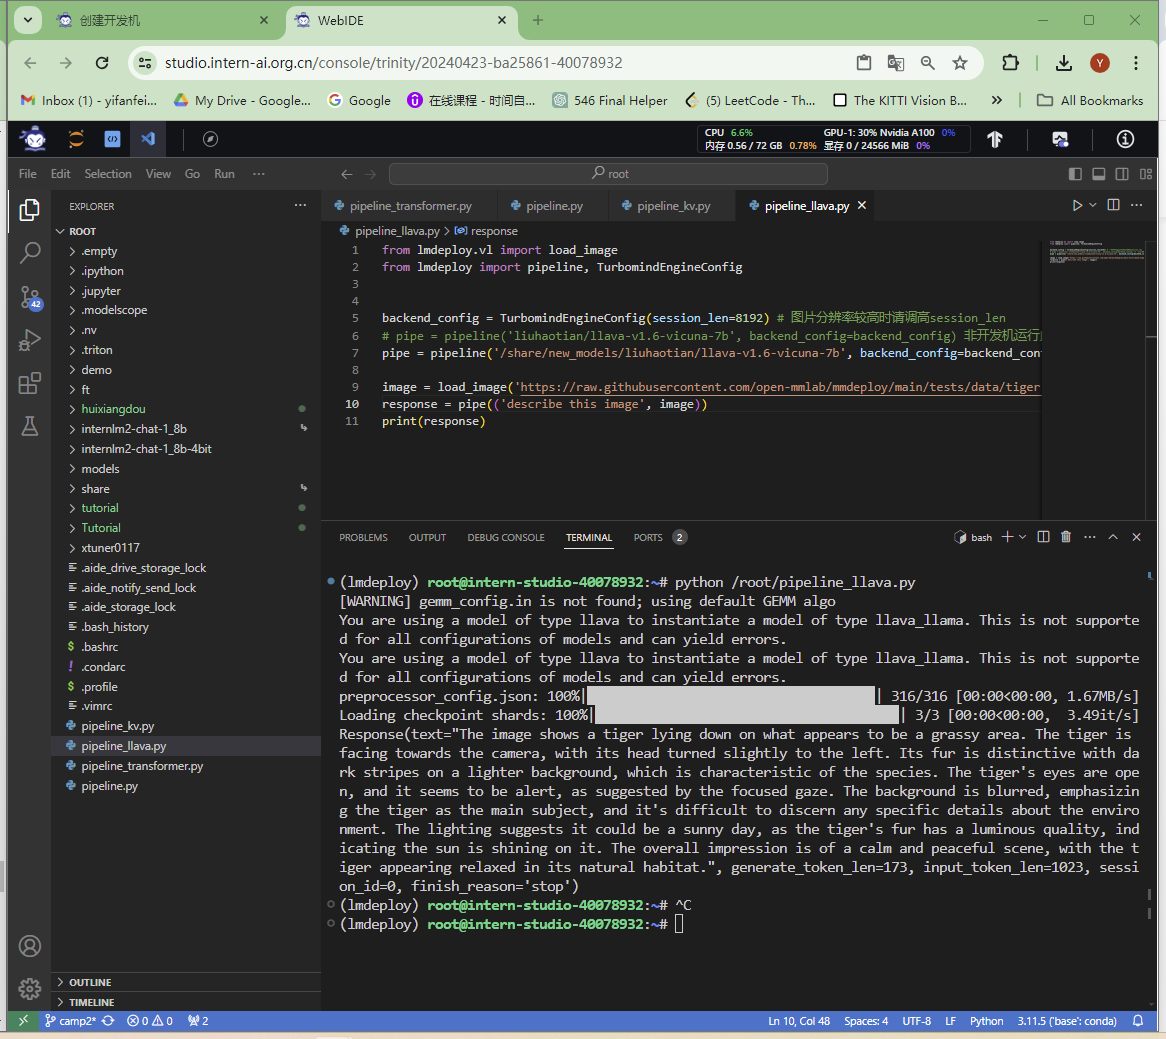 创建开发机
WebIDE
studio.intern-ai.org.cn/console/trinity/20240423-ba25861-40078932
Y
Inbox (1) - yifanfei...
My Drive - Google...
Google
在线课程 - 时间自...
546 Final Helper
(5) LeetCode - Th...
The KITTI Vision B...
All Bookmarks
CPU 6.6%
GPU-1: 30% Nvidia A100 0%
内存 0.56 / 72 GB 0.78%
显存 0 / 24566 MiB 0%
File Edit Selection View Go Run ···
root
EXPLORER
ROOT
.empty
.ipython
.jupyter
.modelscope
.nv
.triton
demo
ft
huixiangdou
internlm2-chat-1_8b
internlm2-chat-1_8b-4bit
models
share
tutorial
Tutorial
xtuner0117
.aide_drive_storage_lock
.aide_notify_send_lock
.aide_storage_lock
.bash_history
.bashrc
.condarc
.profile
.vimrc
pipeline_kv.py
pipeline_llava.py
pipeline_transformer.py
pipeline.py
OUTLINE
TIMELINE
42
pipeline_transformer.py
pipeline.py
pipeline_kv.py
pipeline_llava.py
pipeline_llava.py > response
1 from lmdeploy.vl import load_image
2 from lmdeploy import pipeline, TurbomindEngineConfig
3
4
5 backend_config = TurbomindEngineConfig(session_len=8192) # 图片分辨率较高时请调高session_len
6 # pipe = pipeline('liuhaotian/llava-v1.6-vicuna-7b', backend_config=backend_config) 非开发机运行
7 pipe = pipeline('/share/new_models/liuhaotian/llava-v1.6-vicuna-7b', backend_config=backend_con
8
9 image = load_image('https://raw.githubusercontent.com/open-mmlab/mmdeploy/main/tests/data/tiger
10 response = pipe(('describe this image', image))
11 print(response)
PROBLEMS OUTPUT DEBUG CONSOLE TERMINAL PORTS 2
bash
(lmdeploy) root@intern-studio-40078932:~# python /root/pipeline_llava.py
[WARNING] gemm_config.in is not found; using default GEMM algo
You are using a model of type llava to instantiate a model of type llava_llama. This is not supporte
d for all configurations of models and can yield errors.
You are using a model of type llava to instantiate a model of type llava_llama. This is not supporte
d for all configurations of models and can yield errors.
preprocessor_config.json: 100%| | 316/316 [00:00<00:00, 1.67MB/s]
Loading checkpoint shards: 100%| | 3/3 [00:00<00:00, 3.49it/s]
Response(text="The image shows a tiger lying down on what appears to be a grassy area. The tiger is
facing towards the camera, with its head turned slightly to the left. Its fur is distinctive with da
rk stripes on a lighter background, which is characteristic of the species. The tiger's eyes are ope
n, and it seems to be alert, as suggested by the focused gaze. The background is blurred, emphasizin
g the tiger as the main subject, and it's difficult to discern any specific details about the enviro
nment. The lighting suggests it could be a sunny day, as the tiger's fur has a luminous quality, ind
icating the sun is shining on it. The overall impression is of a calm and peaceful scene, with the t
iger appearing relaxed in its natural habitat.", generate_token_len=173, input_token_len=1023, sessi
on_id=0, finish_reason='stop')
(lmdeploy) root@intern-studio-40078932:~# ^C
(lmdeploy) root@intern-studio-40078932:~#
camp2* 0 0 2
Ln 10, Col 48 Spaces: 4 UTF-8 LF Python 3.11.5 ('base': conda)